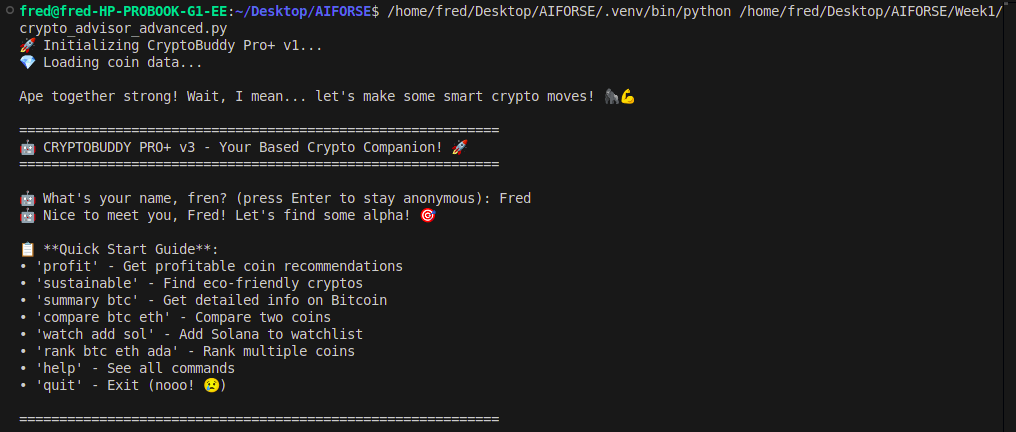 fred@fred-HP-PROBOOK-G1-EE:~/Desktop/AIFORSE$ /home/fred/Desktop/AIFORSE/.venv/bin/python /home/fred/Desktop/AIFORSE/Week1/
crypto_advisor_advanced.py
🚀 Initializing CryptoBuddy Pro+ v1...
💎 Loading coin data...
Ape together strong! Wait, I mean... let's make some smart crypto moves! 🦍💪
============================================================
🤖 CRYPTOBUDDY PRO+ v3 - Your Based Crypto Companion! 🚀
============================================================
🤖 What's your name, fren? (press Enter to stay anonymous): Fred
🤖 Nice to meet you, Fred! Let's find some alpha! 🎯
📋 **Quick Start Guide**:
• 'profit' - Get profitable coin recommendations
• 'sustainable' - Find eco-friendly cryptos
• 'summary btc' - Get detailed info on Bitcoin
• 'compare btc eth' - Compare two coins
• 'watch add sol' - Add Solana to watchlist
• 'rank btc eth ada' - Rank multiple coins
• 'help' - See all commands
• 'quit' - Exit (nooo! 😢)
============================================================